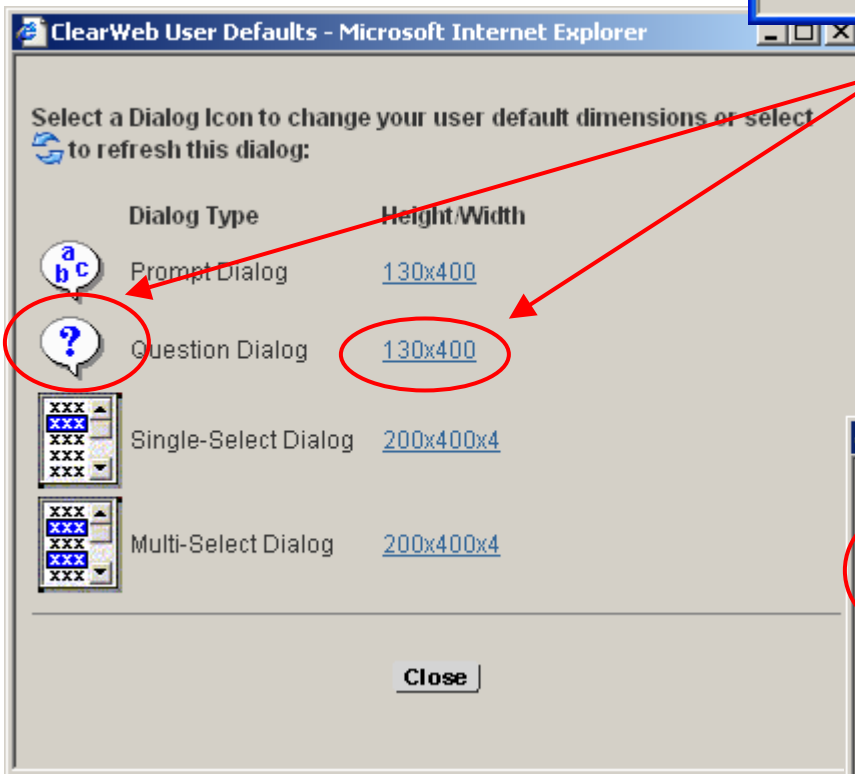 ClearWeb User Defaults - Microsoft Internet Explorer
Select a Dialog Icon to change your user default dimensions or select
to refresh this dialog:
Dialog Type Height/Width
a b c Prompt Dialog 130x400
? Question Dialog 130x400
xxx
xxx
xxx
xxx
xxx
Single-Select Dialog 200x400x4
xxx
xxx
xxx
xxx
xxx
Multi-Select Dialog 200x400x4
Close